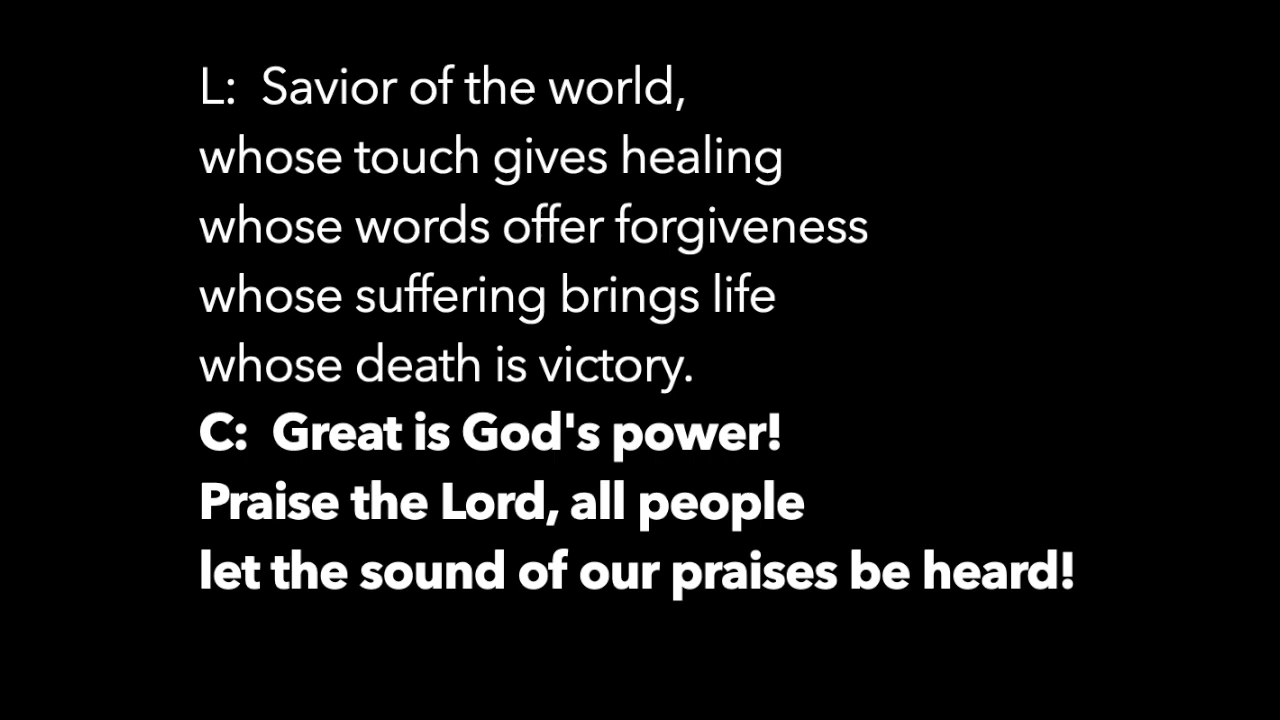 L:  Savior of the world,
whose touch gives healing
whose words offer forgiveness
whose suffering brings life
whose death is victory.
C:  Great is God's power!
Praise the Lord, all people
let the sound of our praises be heard!